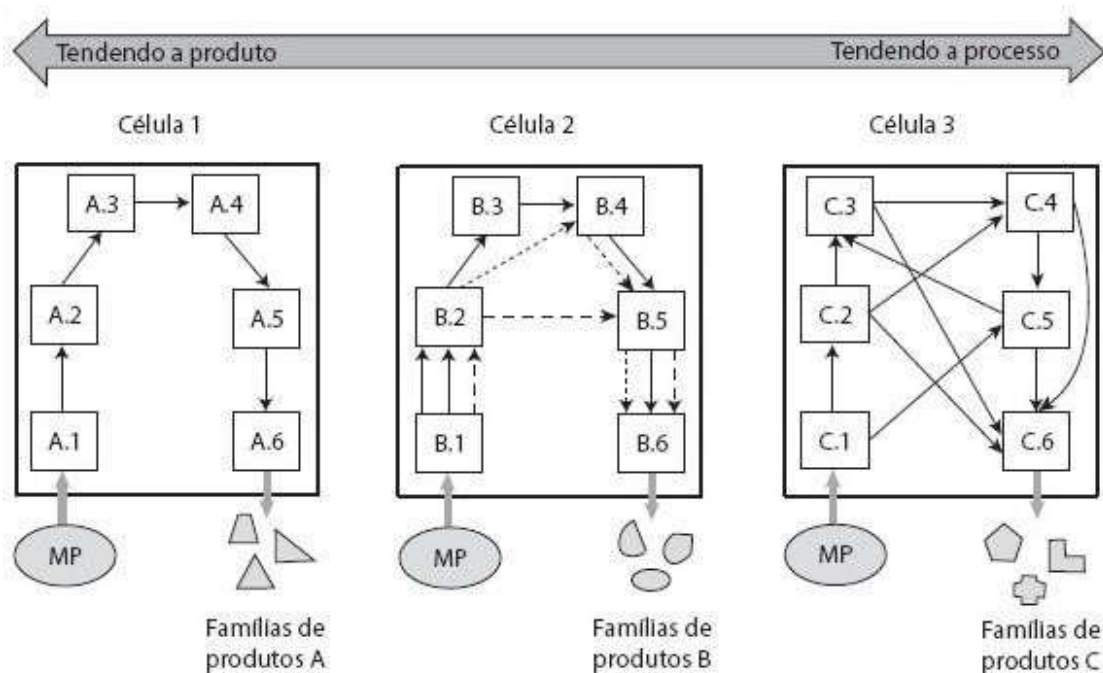 Tendendo a produto
Tendendo a processo
Célula 1
Célula 2
Célula 3
A.3
A.4
A.2
A.5
A.1
A.6
B.3
B.4
B.2
B.5
B.1
B.6
C.3
C.4
C.2
C.5
C.1
C.6
MP
Famílias de
produtos A
MP
Famílias de
produtos B
MP
Famílias de
produtos C